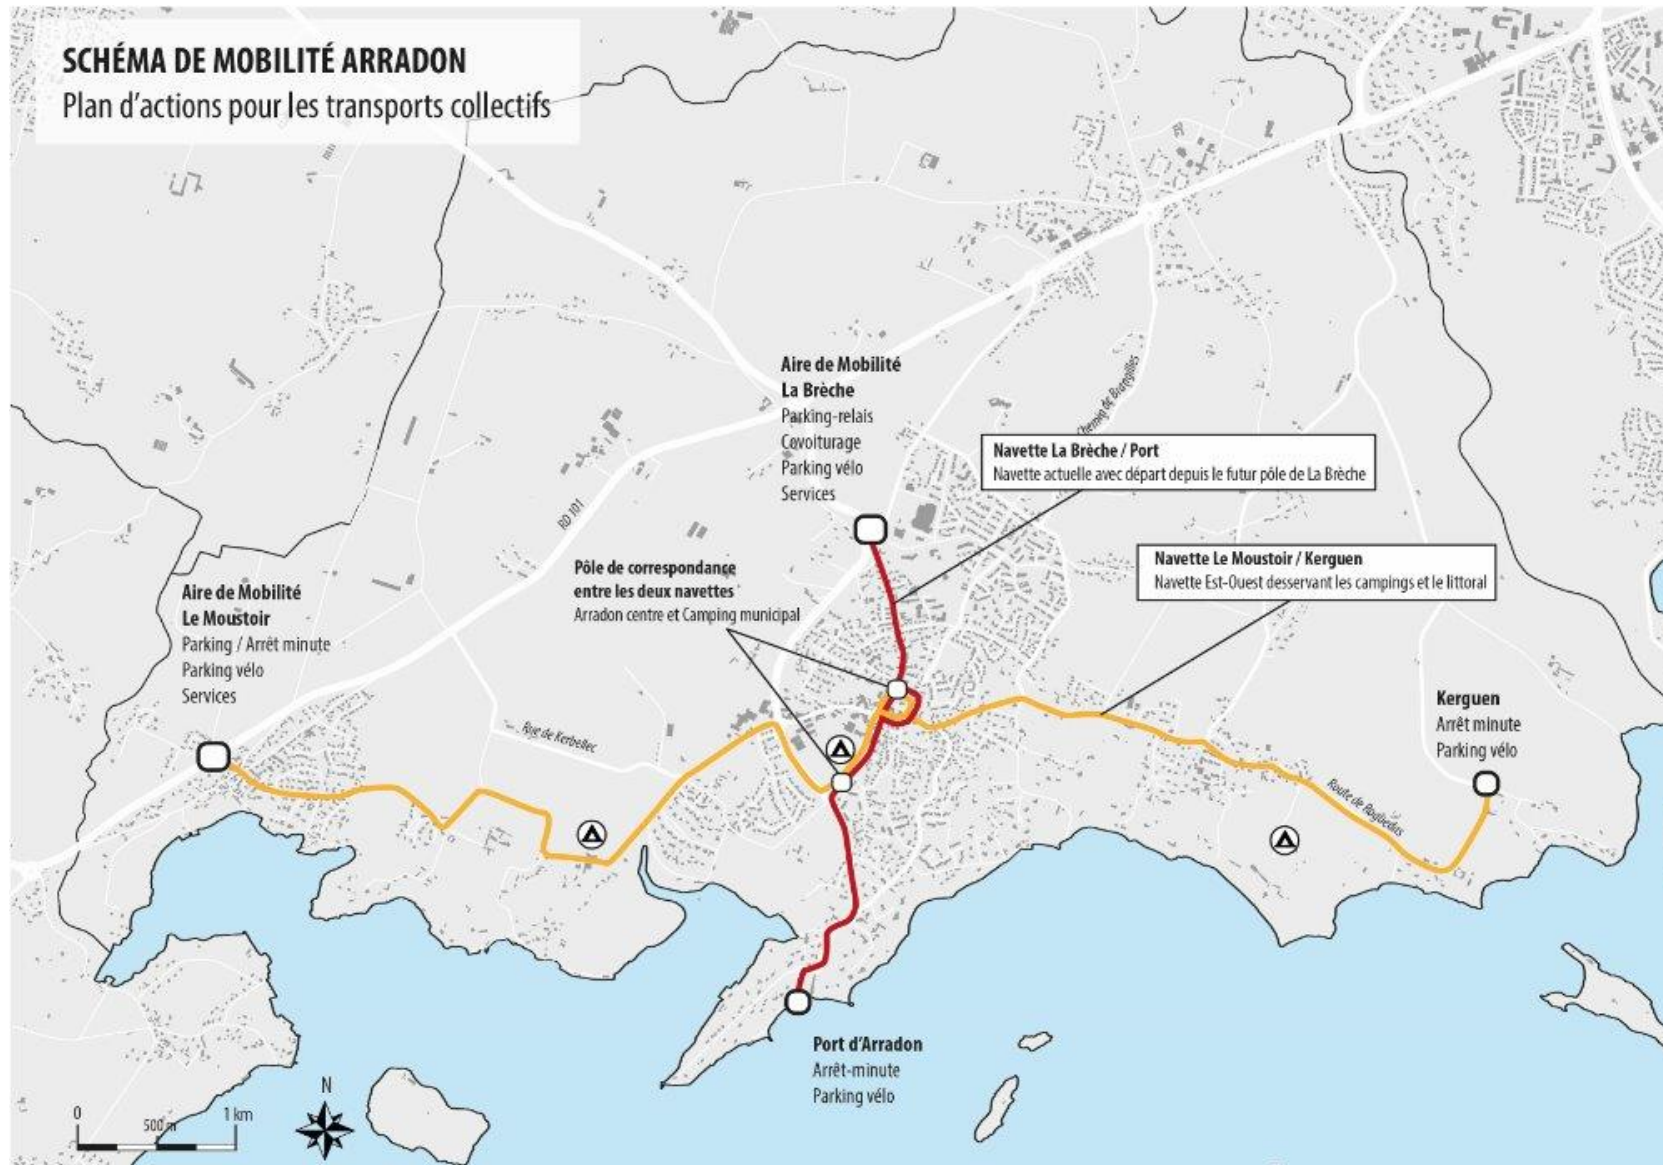 SCHÉMA DE MOBILITÉ ARRADON
Plan d'actions pour les transports collectifs
Aire de Mobilité
La Brèche
Parking-relais
Covoiturage
Parking vélo
Services
Chemin de Branquilles
Navette La Brèche / Port
Navette actuelle avec départ depuis le futur pôle de La Brèche
RD 101
Pôle de correspondance
entre les deux navettes
Arradon centre et Camping municipal
Navette Le Moustoir / Kerguen
Navette Est-Ouest desservant les campings et le littoral
Aire de Mobilité
Le Moustoir
Parking / Arrêt minute
Parking vélo
Services
Rue de Kerbellec
Kerguen
Arrêt minute
Parking vélo
Route de Roguedas
Port d'Arradon
Arrêt-minute
Parking vélo
N
0
500 m
1 km